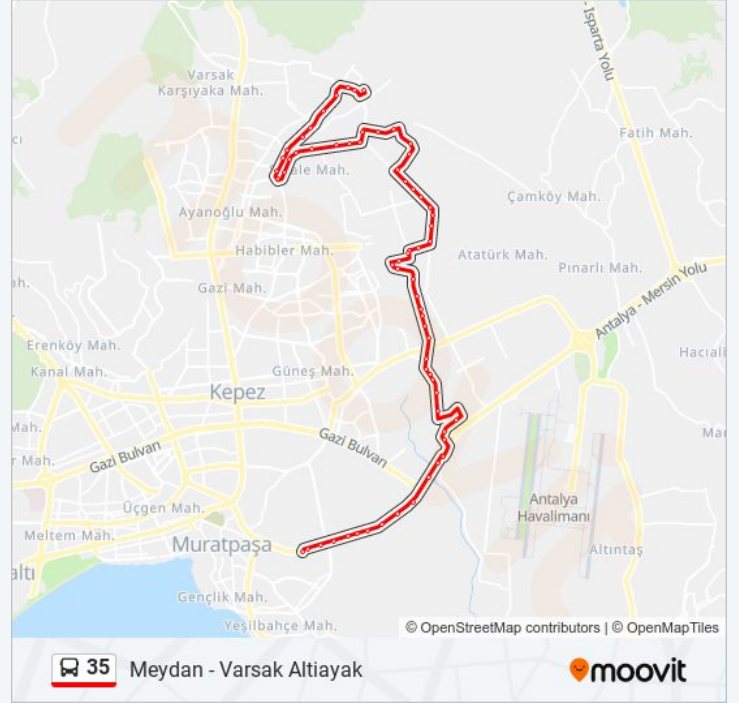 - Isparta Yolu
Varsak
Karşıyaka Mah.
Fatih Mah.
Çamköy Mah.
Ayanoğlu Mah.
Habibler Mah.
Atatürk Mah.
Pınarlı Mah.
Gazi Mah.
Antalya - Mersin Yolu
Erenköy Mah.
Kanal Mah.
Güneş Mah.
Kepez
Gazi Bulvarı
Gazi Bulvarı
Üçgen Mah.
Antalya
Havalimanı
Meltem Mah.
Muratpaşa
Altıntaş
Gençlik Mah.
Yeşilbahçe Mah.
© OpenStreetMap contributors | © OpenMapTiles
35 Meydan - Varsak Altiayak
moovit